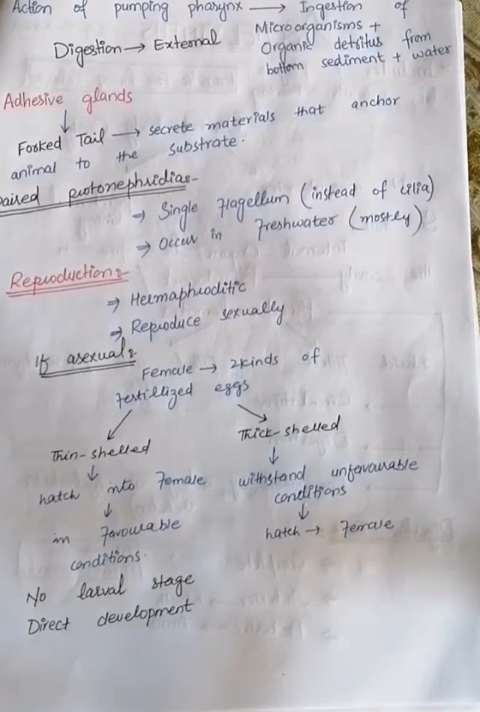 Action of pumping pharynx → Ingestion of
Microorganisms +
Organic detsitus from
bottom sediment + water
Digestion → External
Adhesive glands
↓
Forked Tail → secrete materials that anchor
animal to the substrate.
paired protonephridia:-
→ Single flagellum (instead of cilia)
→ Occur in freshwater (mostly)
Reproduction:-
⇒ Hermaphroditic
⇒ Reproduce sexually
If asexual:-
Female → 2 kinds of
fertillized eggs
Thin-shelled
↓
hatch into female
↓
in favourable
conditions.
Thick-shelled
↓
withstand unfavourable
conditions
↓
hatch → Female
No larval stage
Direct development